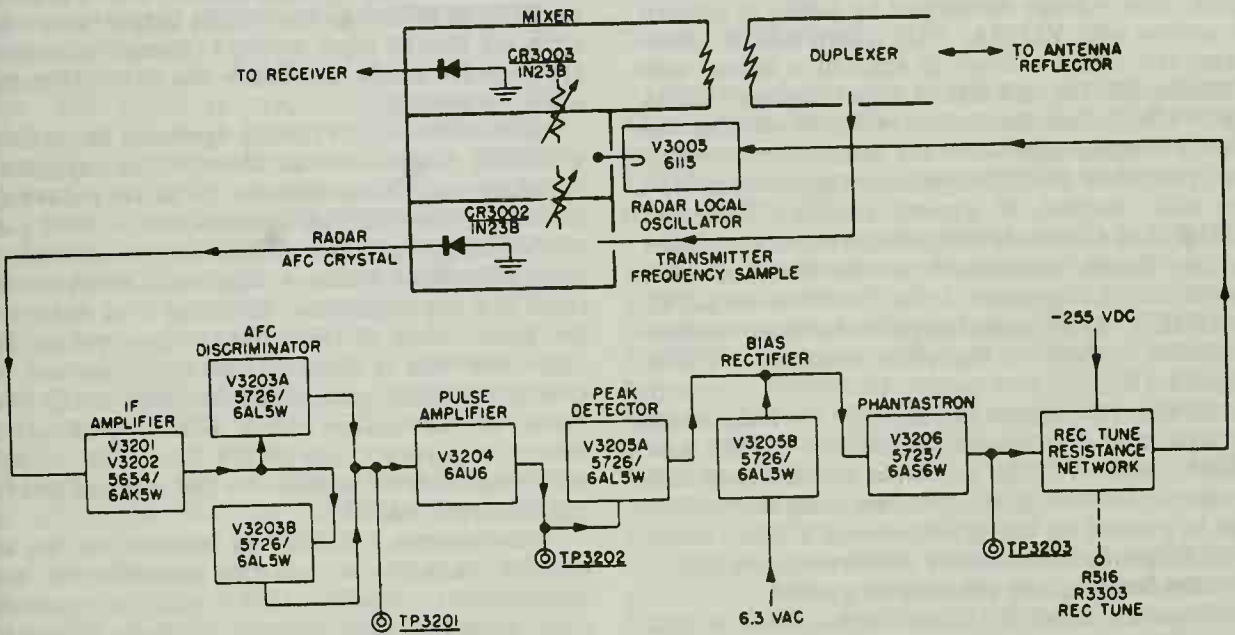 MIXER
TO RECEIVER
CR3003
IN23B
DUPLEXER
TO ANTENNA
REFLECTOR
V3005
6115
RADAR LOCAL
OSCILLATOR
CR3002
IN23B
RADAR
AFC CRYSTAL
TRANSMITTER
FREQUENCY SAMPLE
-255 VDC
AFC
DISCRIMINATOR
V3203A
5726/
6AL5W
IF
AMPLIFIER
V3201
V3202
5654/
6AK5W
V3203B
5726/
6AL5W
TP3201
PULSE
AMPLIFIER
V3204
6AU6
TP3202
PEAK
DETECTOR
V3205A
5726/
6AL5W
BIAS
RECTIFIER
V3205B
5726/
6AL5W
6.3 VAC
PHANTASTRON
V3206
5725/
6AS6W
TP3203
REC TUNE
RESISTANCE
NETWORK
R516
R3303
REC TUNE